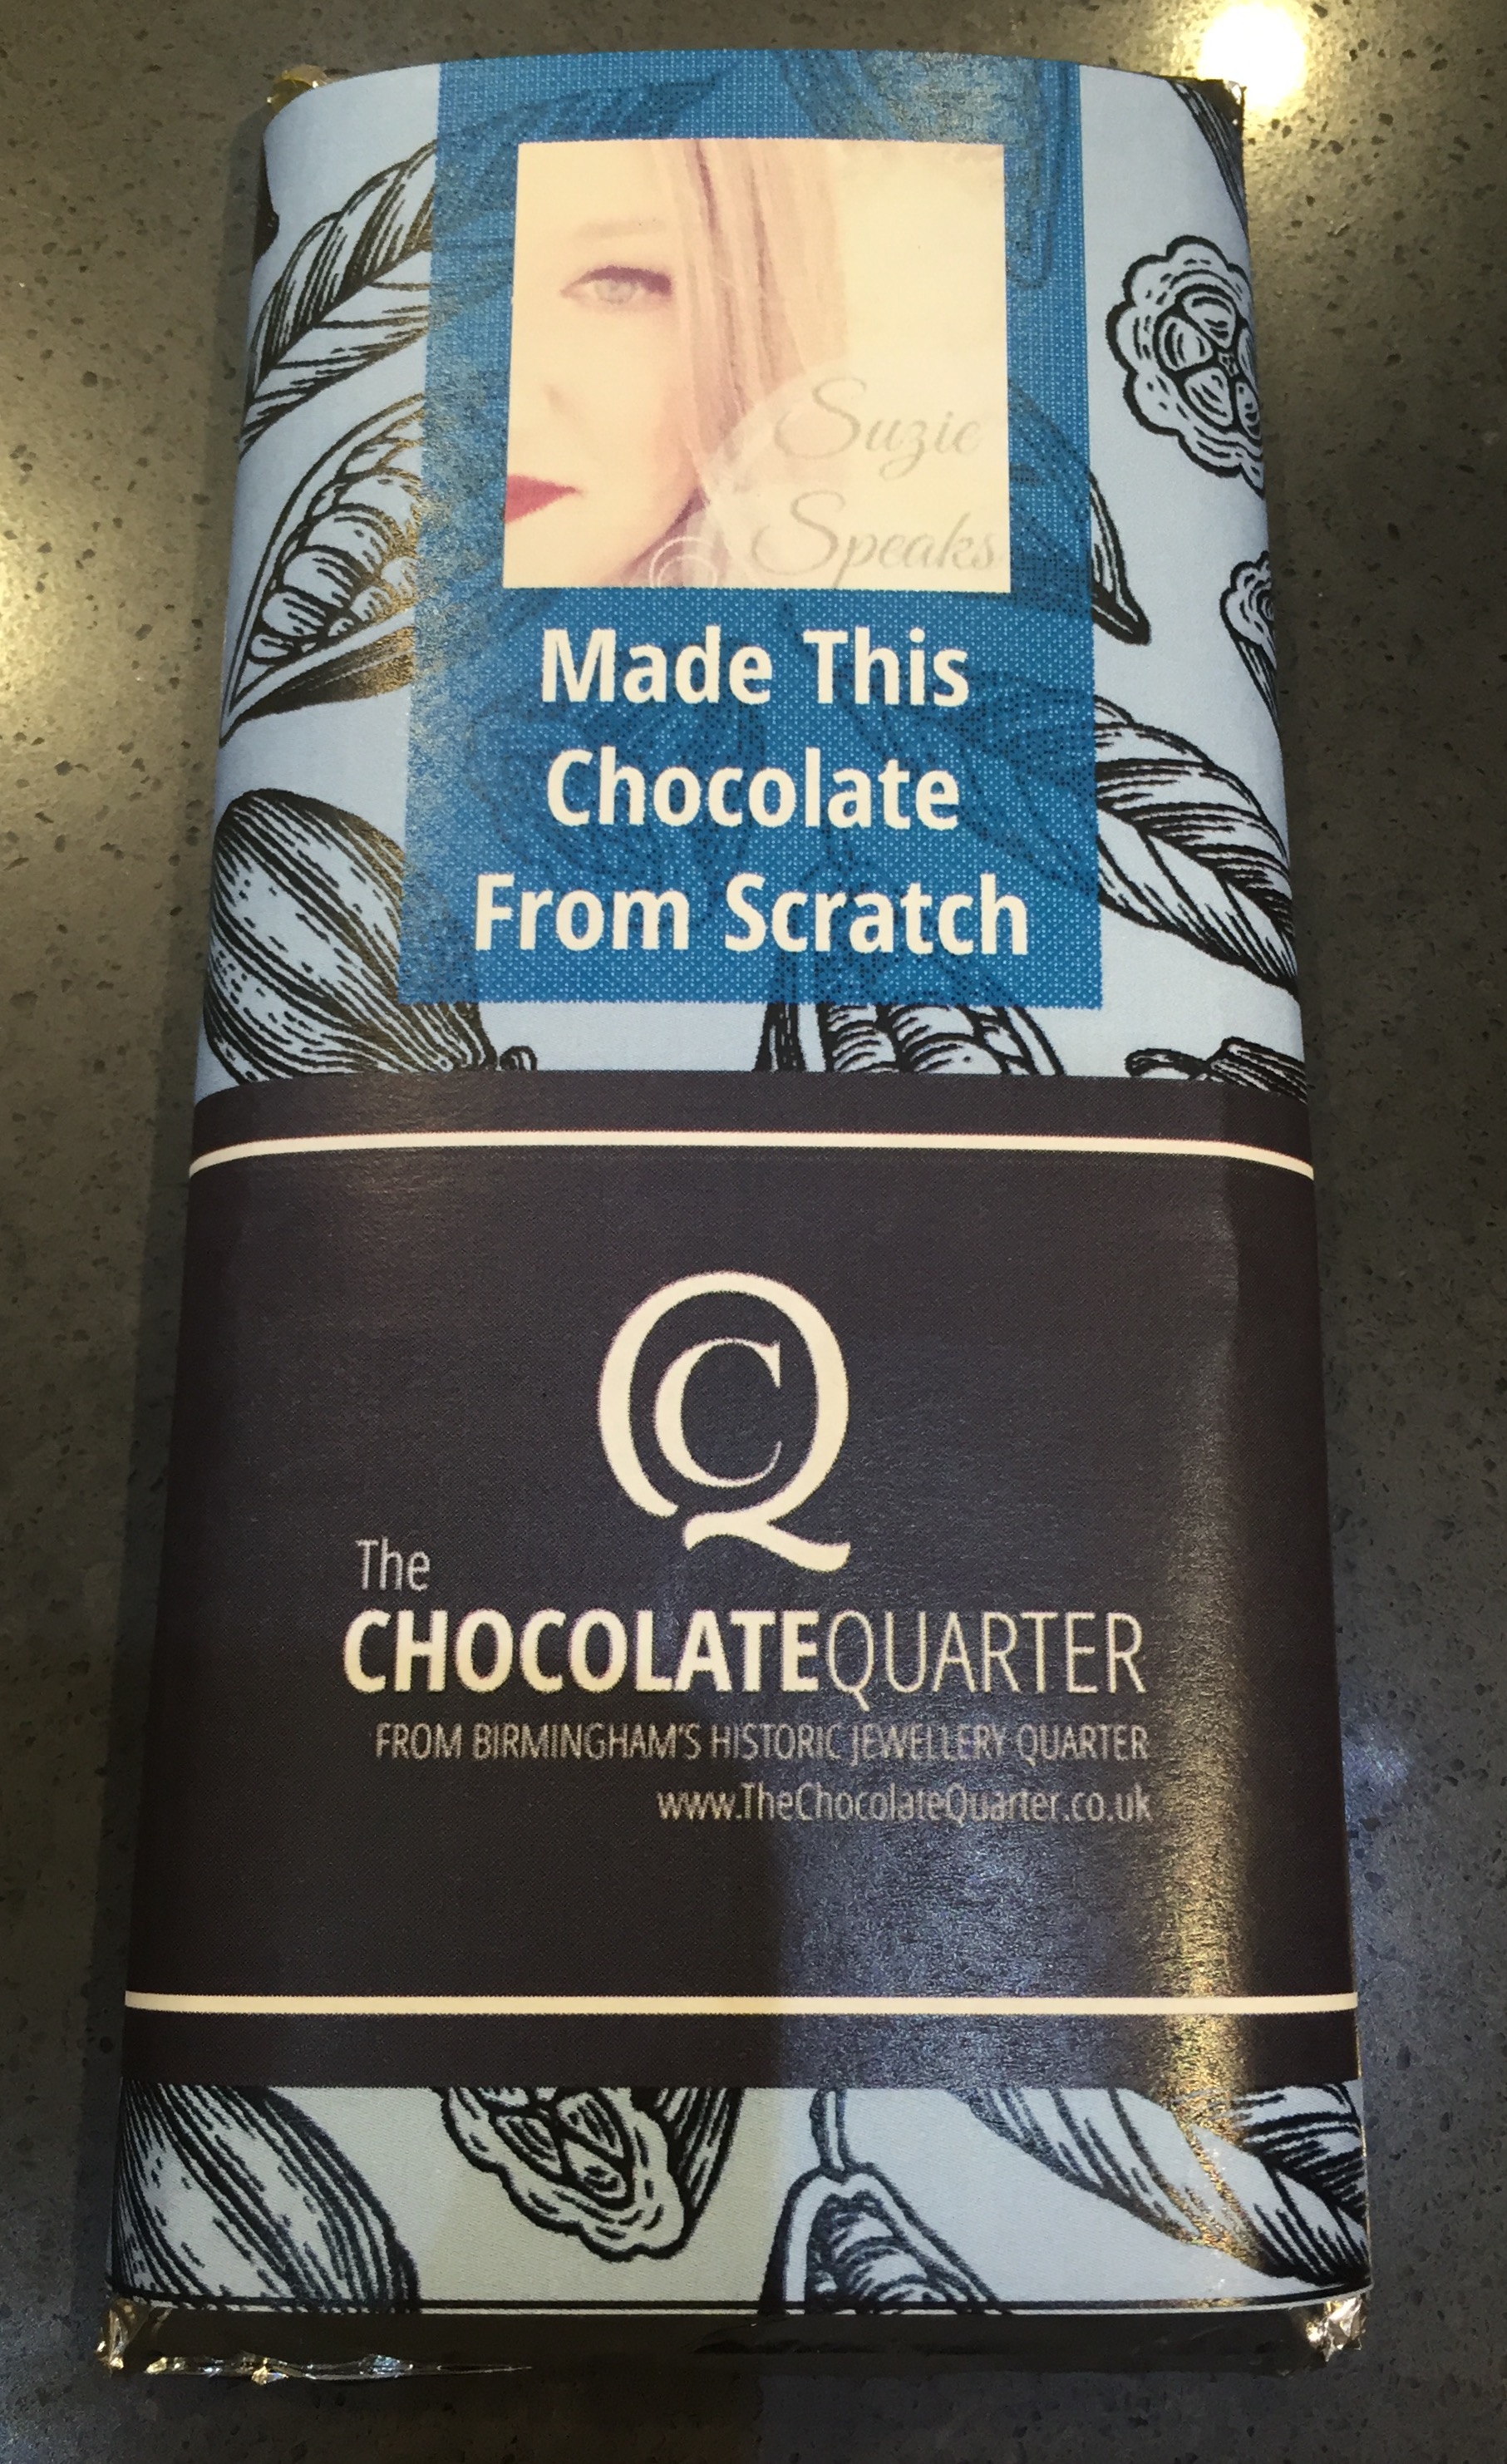 Suzie
Speaks
Made This
Chocolate
From Scratch
QC
The
CHOCOLATEQUARTER
FROM BIRMINGHAM'S HISTORIC JEWELLERY QUARTER
www.TheChocolateQuarter.co.uk